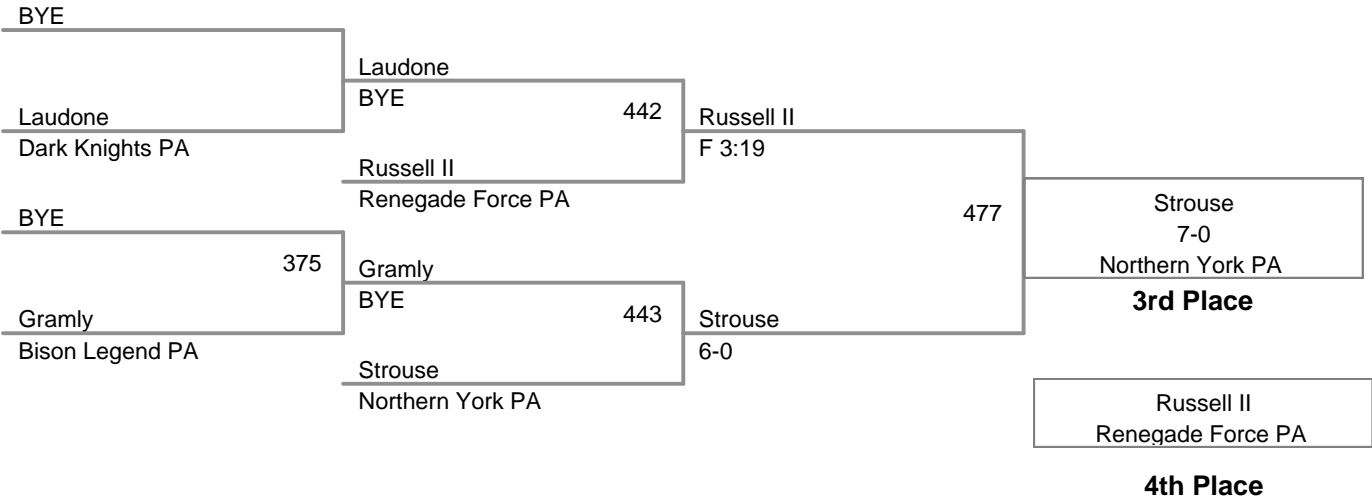 BYE
Laudone
BYE
442
Laudone
Dark Knights PA
Russell II
F 3:19
Russell II
Renegade Force PA
BYE
477
Strouse
7-0
Northern York PA
3rd Place
375
Gramly
BYE
443
Gramly
Bison Legend PA
Strouse
6-0
Strouse
Northern York PA
Russell II
Renegade Force PA
4th Place